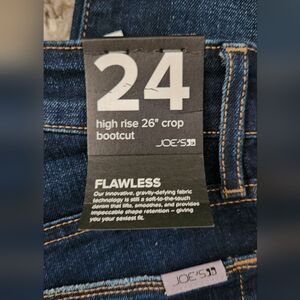 24
high rise 26" crop
bootcut
JOE'S
FLAWLESS
Our innovative, gravity-defying fabric
technology is still a soft-to-the-touch
denim that lifts, smoothes, and provides
impeccable shape retention – giving
you your sexiest fit.
JOE'S